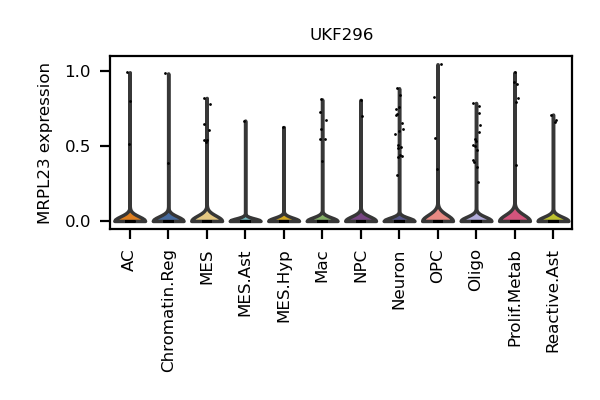 UKF296
MRPL23 expression
1.0
0.5
0.0
AC
Chromatin.Reg
MES
MES.Ast
MES.Hyp
Mac
NPC
Neuron
OPC
Oligo
Prolif.Metab
Reactive.Ast